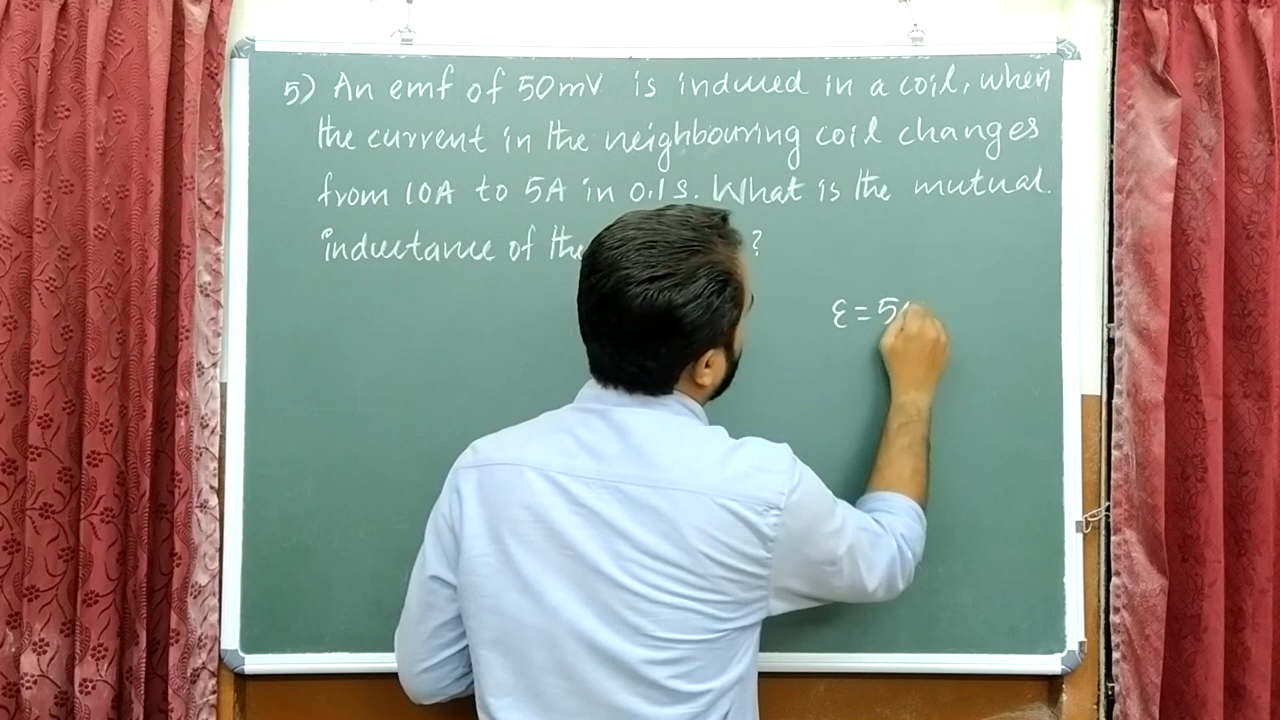 5) An emf of 50mV is induced in a coil, when
the current in the neighbouring coil changes
from 10A to 5A in 0.1s. What is the mutual
inductance of the ?
ε = 5